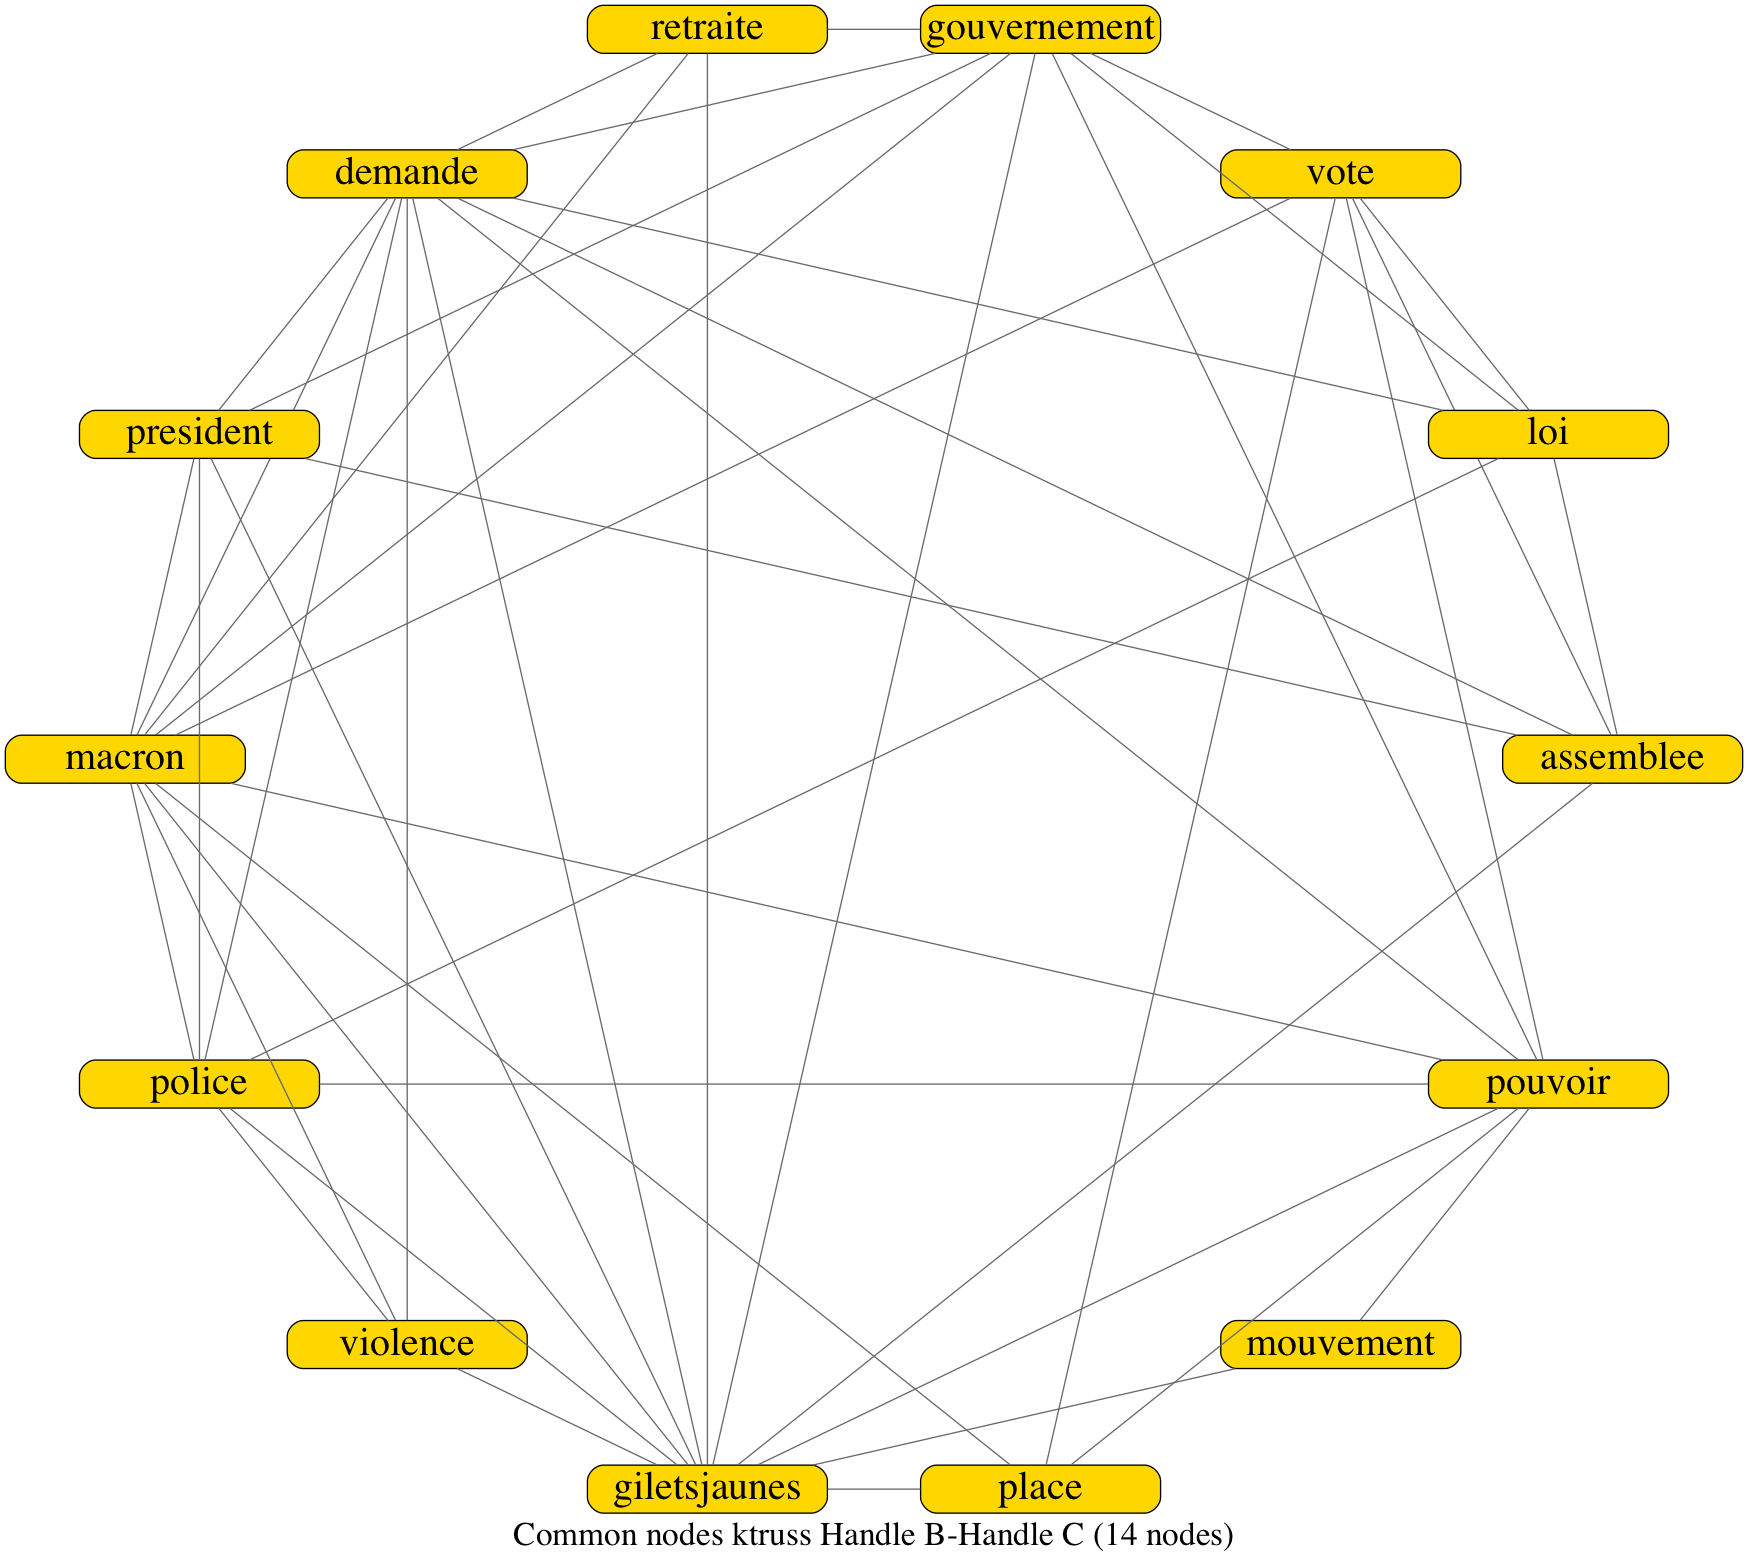 retraite
gouvernement
demande
vote
president
loi
macron
assemblee
police
pouvoir
violence
mouvement
giletsjaunes
place
Common nodes ktruss Handle B-Handle C (14 nodes)